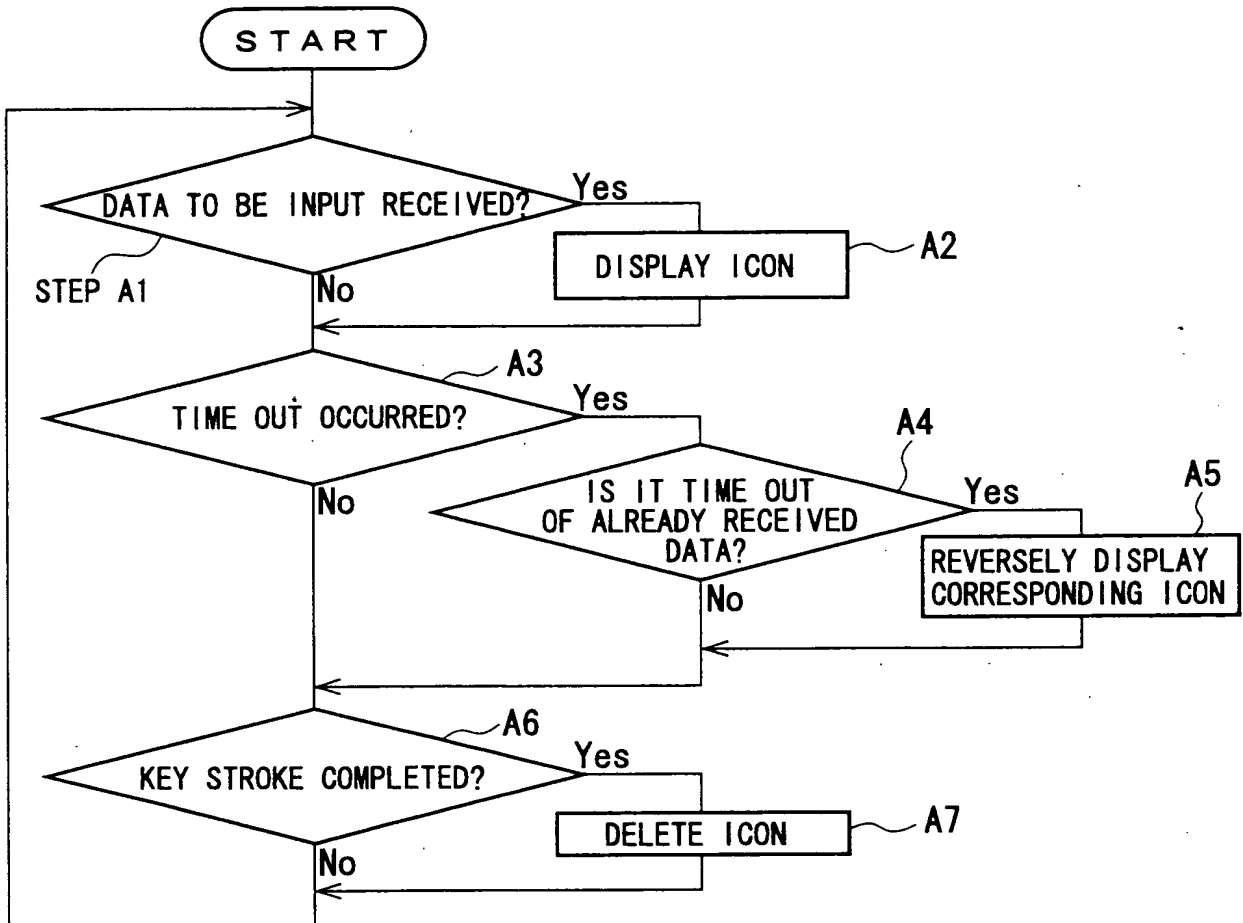 START
DATA TO BE INPUT RECEIVED?
Yes
STEP A1
No
DISPLAY ICON
A2
TIME OUT OCCURRED?
A3
Yes
No
IS IT TIME OUT
OF ALREADY RECEIVED
DATA?
A4
Yes
No
A5
REVERSELY DISPLAY
CORRESPONDING ICON
KEY STROKE COMPLETED?
A6
Yes
No
DELETE ICON
A7